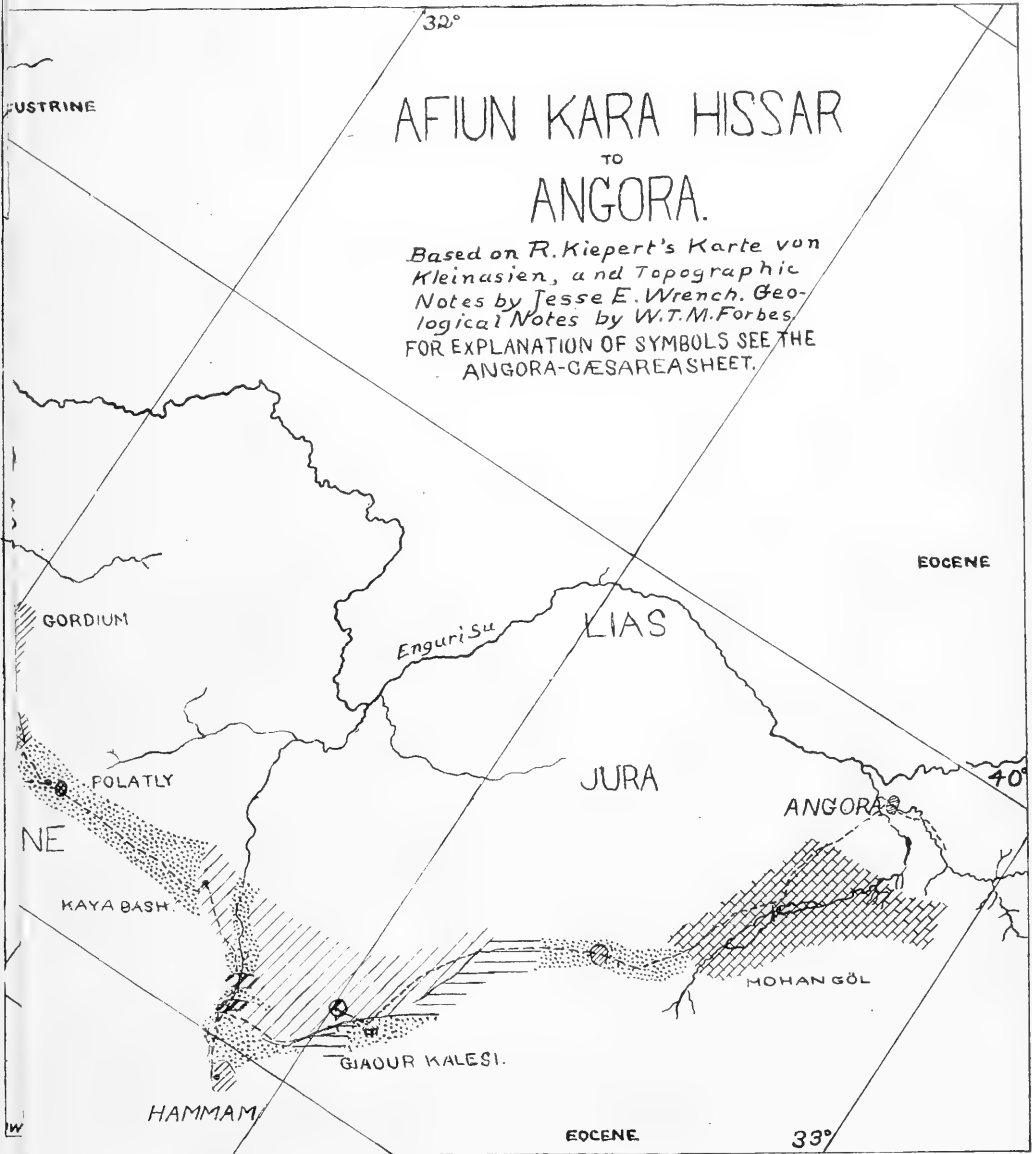 32°
USTRINE
AFIUN KARA HISSAR
TO
ANGORA.
Based on R. Kiepert's Karte von
Kleinasien, and Topographic
Notes by Jesse E. Wrench. Geo-
logical Notes by W.T.M. Forbes.
FOR EXPLANATION OF SYMBOLS SEE THE
ANGORA-CÆSAREA SHEET.
EOCENE
GORDIUM
Enguri Su
LIAS
POLATLY
JURA
40°
ANGORA
NE
KAYA BASH.
MOHAN GÖL
GJAOUR KALESI.
HAMMAM
EOCENE
33°